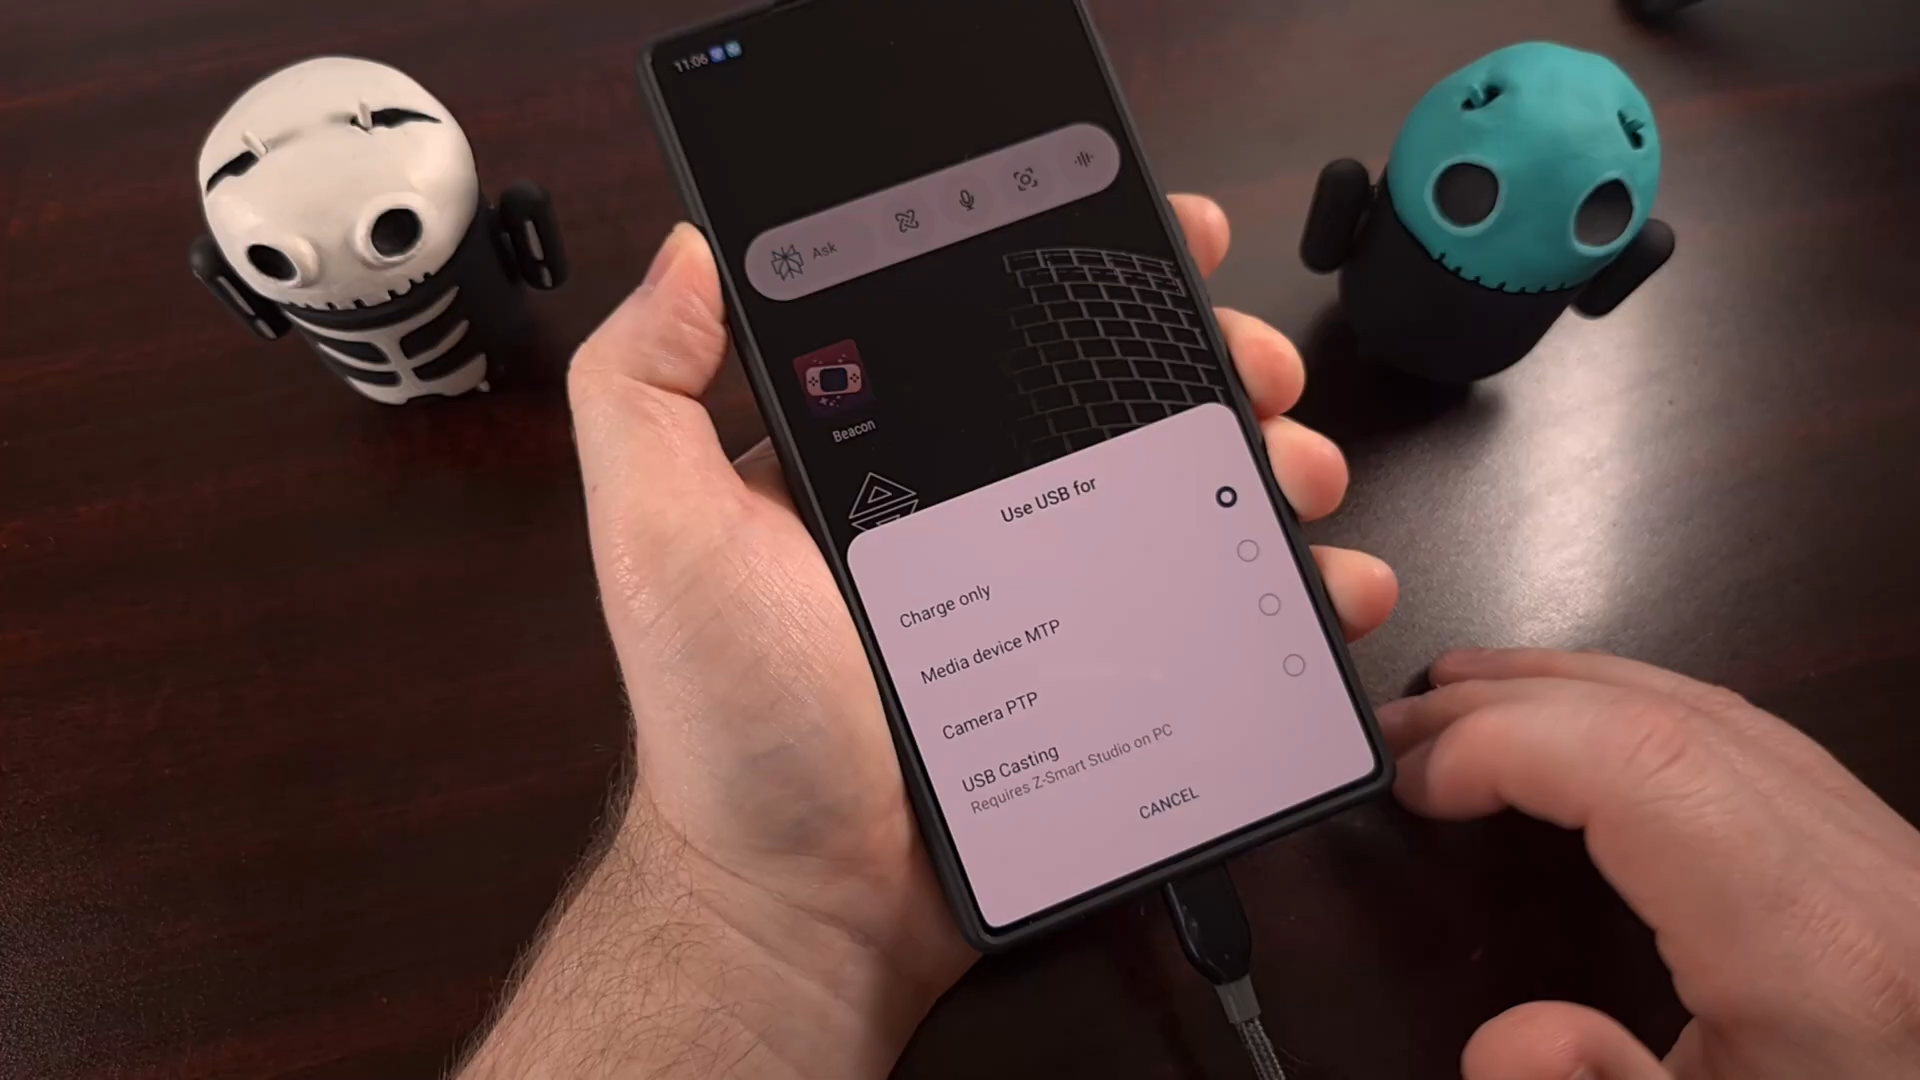 11:06
Ask
Beacon
Use USB for
Charge only
Media device MTP
Camera PTP
USB Casting
Requires Z-Smart Studio on PC
CANCEL